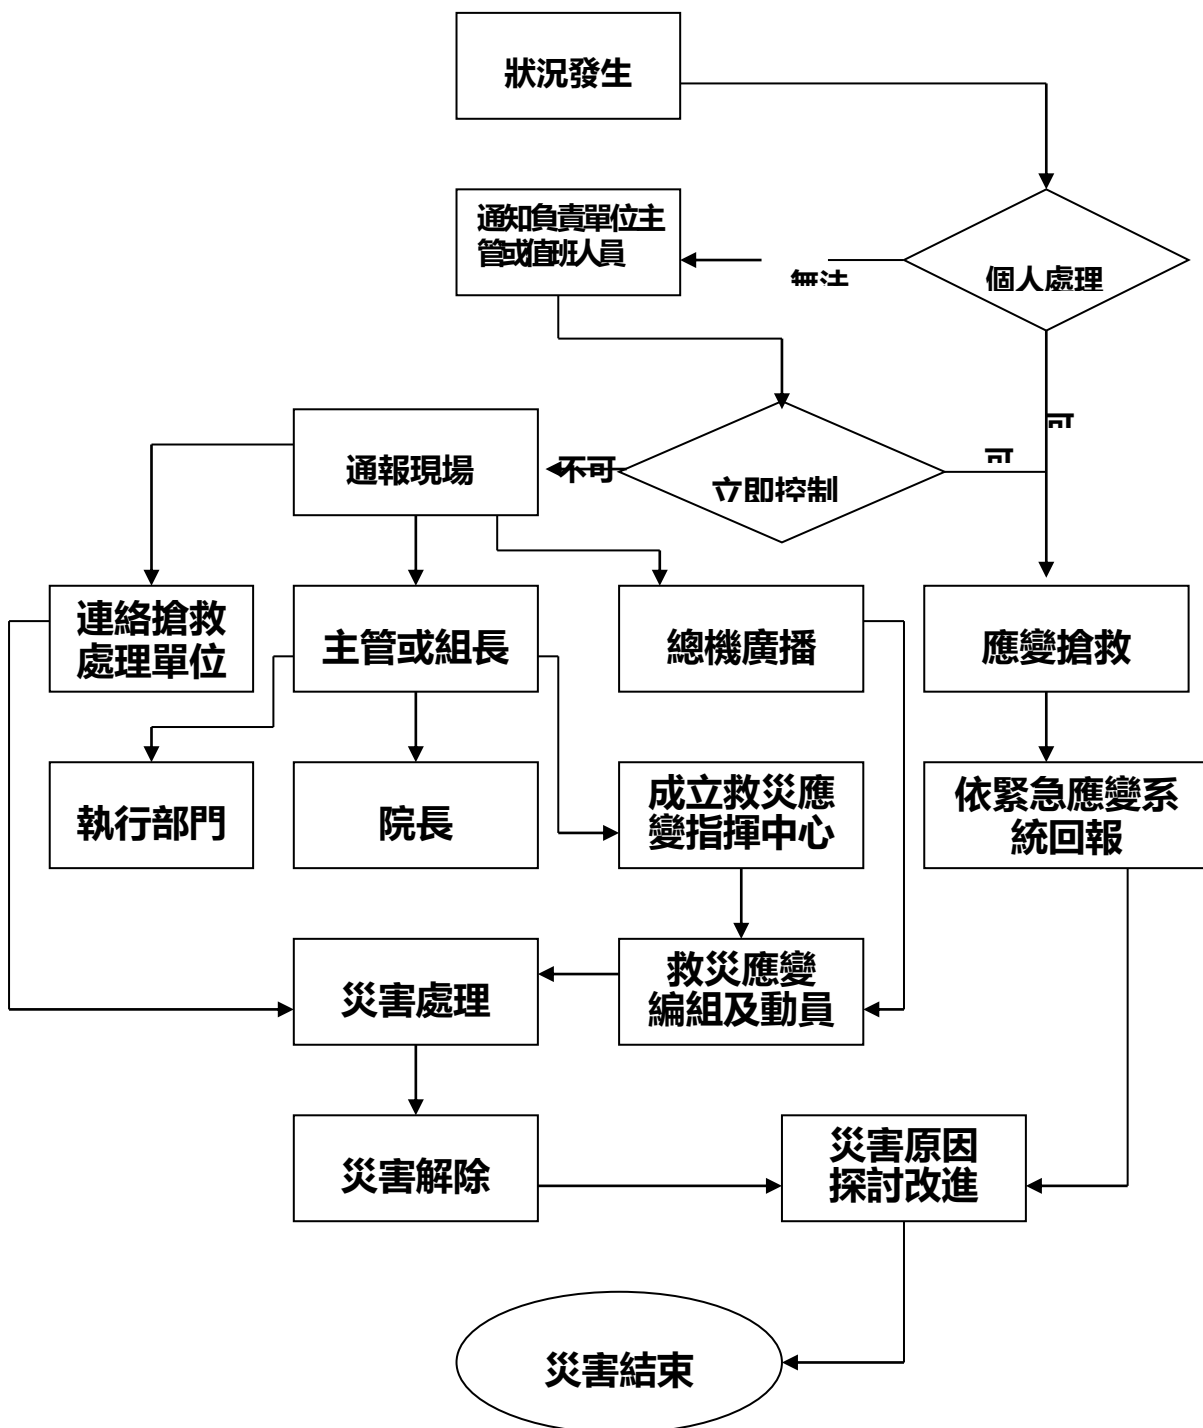 狀況發生
通知負責單位主
管或值班人員
無法
個人處理
可
通報現場
不可
立即控制
可
連絡搶救
處理單位
主管或組長
總機廣播
應變搶救
執行部門
院長
成立救災應
變指揮中心
依緊急應變系
統回報
災害處理
救災應變
編組及動員
災害解除
災害原因
探討改進
災害結束